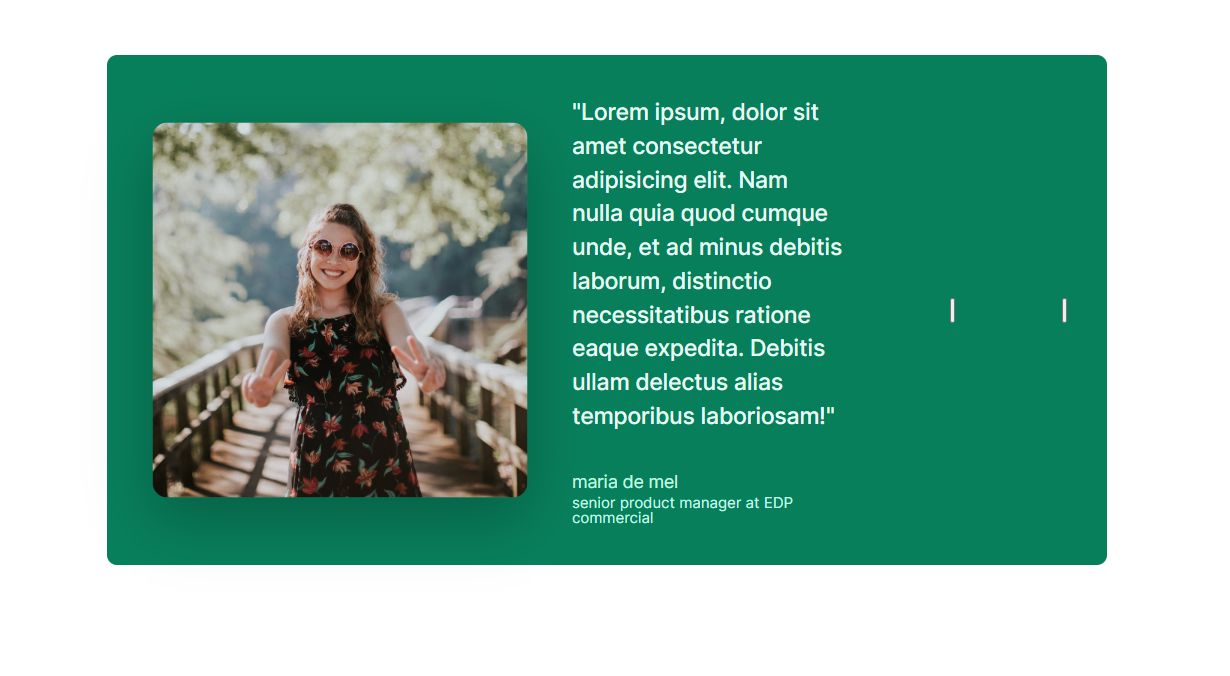 "Lorem ipsum, dolor sit
amet consectetur
adipisicing elit. Nam
nulla quia quod cumque
unde, et ad minus debitis
laborum, distinctio
necessitatibus ratione
eaque expedita. Debitis
ullam delectus alias
temporibus laboriosam!"
maria de mel
senior product manager at EDP
commercial